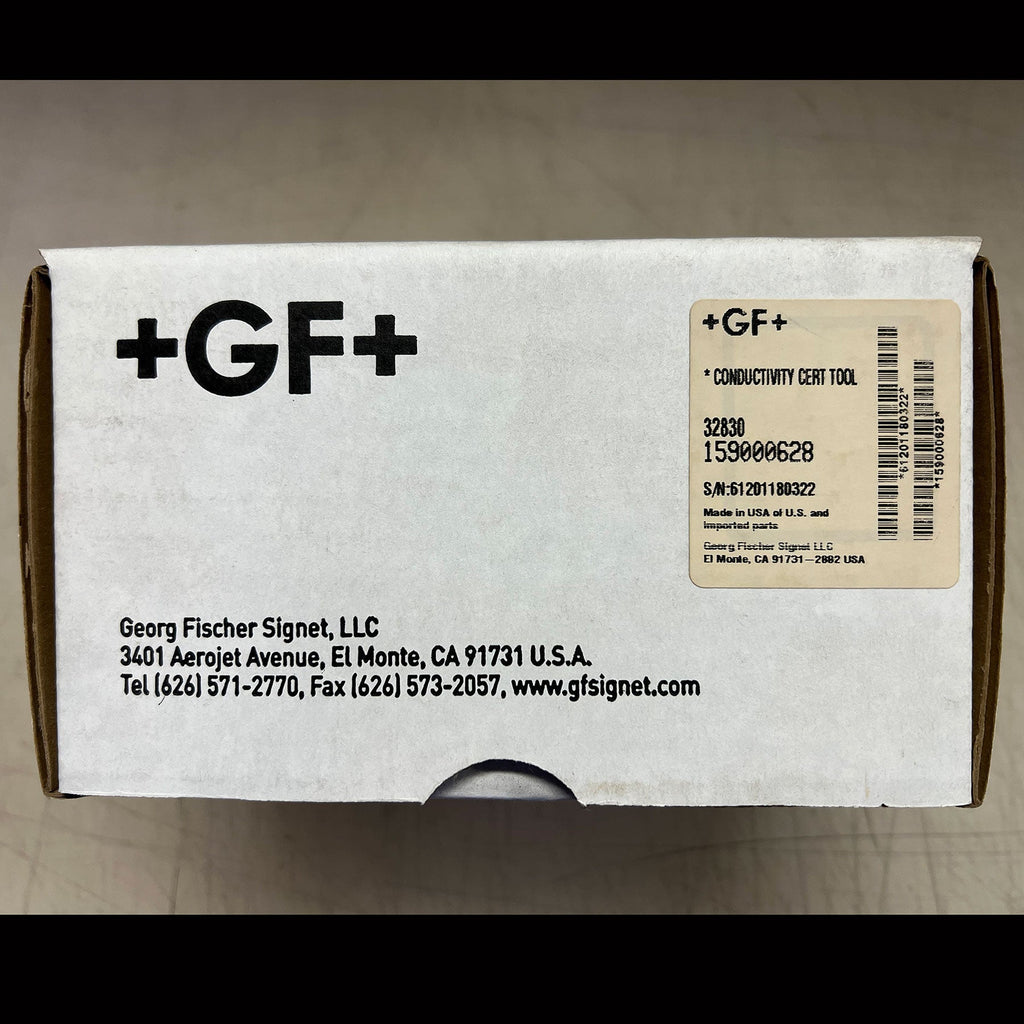 +GF+
Georg Fischer Signet, LLC
3401 Aerojet Avenue, El Monte, CA 91731 U.S.A.
Tel (626) 571-2770, Fax (626) 573-2057, www.gfsignet.com
+GF+
* CONDUCTIVITY CERT TOOL
32830
159000628
S/N:61201180322
Made in USA of U.S. and
imported parts
Georg Fischer Signet LLC
El Monte, CA 91731-2882 USA
*61201180322*
*159000628*